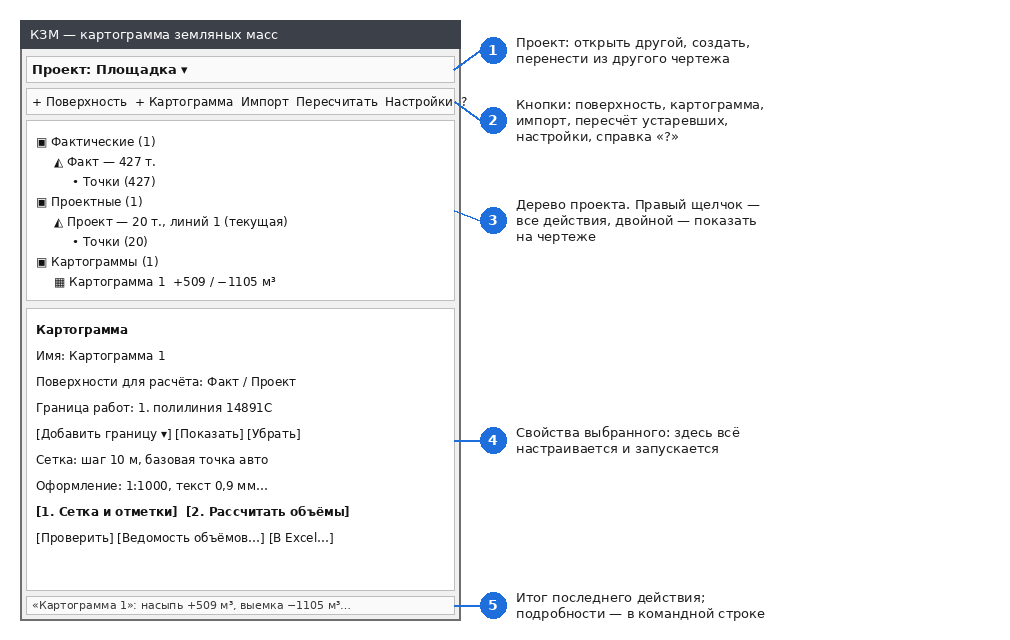 КЗМ — картограмма земляных масс
Проект: Площадка ▾
+ Поверхность + Картограмма Импорт Пересчитать Настройки ?
▣ Фактические (1)
◭ Факт — 427 т.
• Точки (427)
▣ Проектные (1)
◭ Проект — 20 т., линий 1 (текущая)
• Точки (20)
▣ Картограммы (1)
▦ Картограмма 1 +509 / −1105 м³
Картограмма
Имя: Картограмма 1
Поверхности для расчёта: Факт / Проект
Граница работ: 1. полилиния 14891C
[Добавить границу ▾] [Показать] [Убрать]
Сетка: шаг 10 м, базовая точка авто
Оформление: 1:1000, текст 0,9 мм…
[1. Сетка и отметки] [2. Рассчитать объёмы]
[Проверить] [Ведомость объёмов…] [В Excel…]
«Картограмма 1»: насыпь +509 м³, выемка −1105 м³…
1
Проект: открыть другой, создать,
перенести из другого чертежа
2
Кнопки: поверхность, картограмма,
импорт, пересчёт устаревших,
настройки, справка «?»
3
Дерево проекта. Правый щелчок —
все действия, двойной — показать
на чертеже
4
Свойства выбранного: здесь всё
настраивается и запускается
5
Итог последнего действия;
подробности — в командной строке